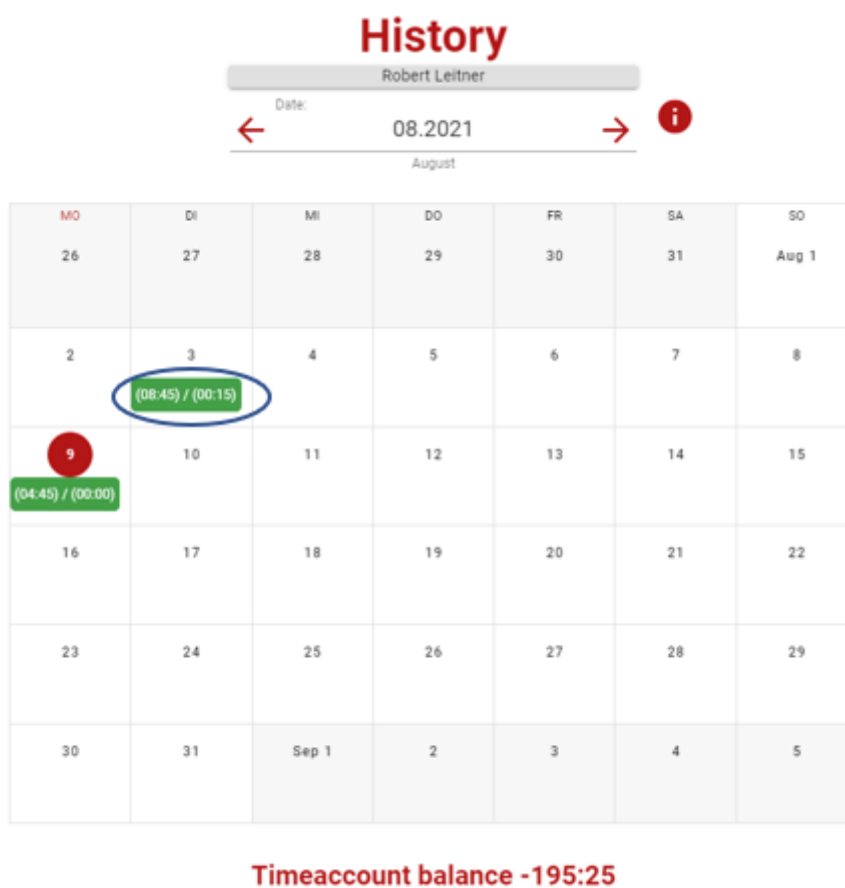 History
Robert Leitner
Date:
08.2021
i
August
MO DI MI DO FR SA SO
26 27 28 29 30 31 Aug 1
2 3 4 5 6 7 8
(08:45) / (00:15)
9 10 11 12 13 14 15
(04:45) / (00:00)
16 17 18 19 20 21 22
23 24 25 26 27 28 29
30 31 Sep 1 2 3 4 5
Timeaccount balance -195:25